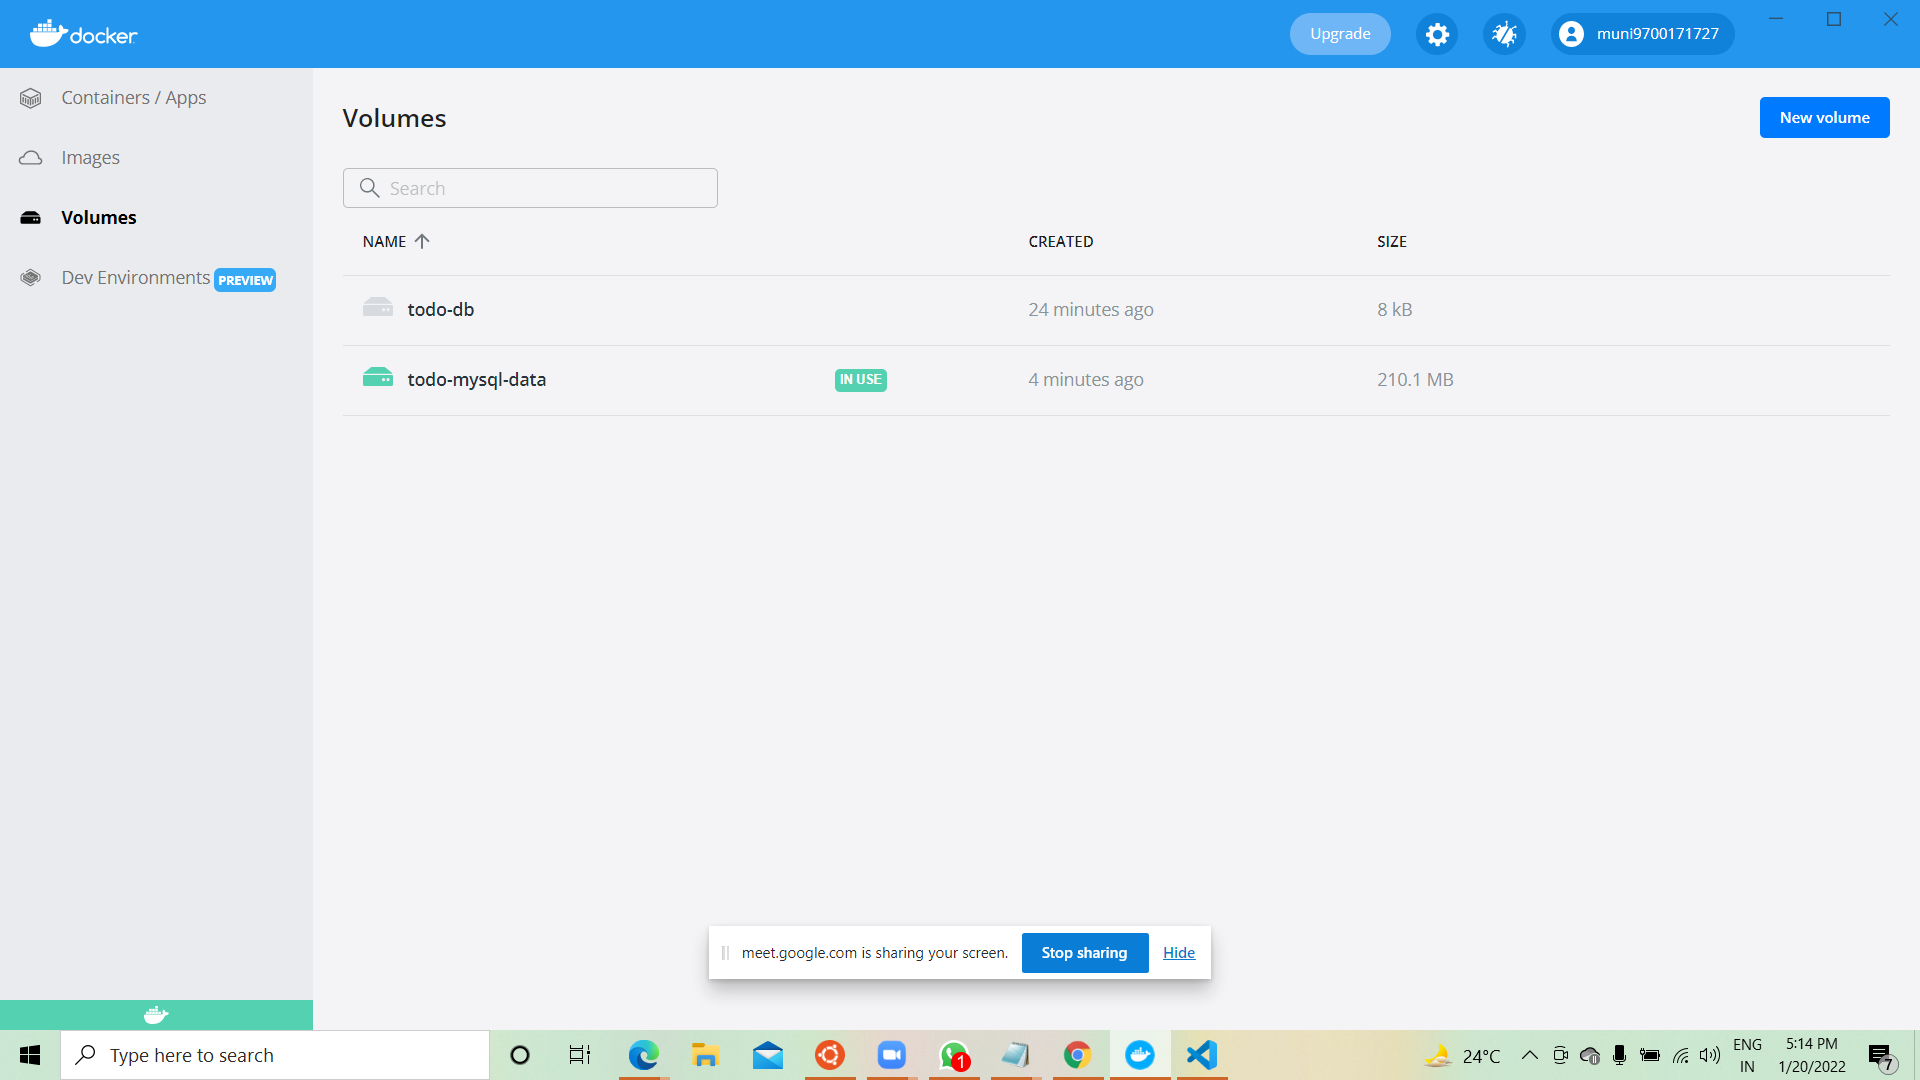 docker
Upgrade
muni9700171727
Containers / Apps
Images
Volumes
Dev Environments PREVIEW
Volumes
New volume
Search
NAME CREATED SIZE
todo-db 24 minutes ago 8 kB
todo-mysql-data IN USE 4 minutes ago 210.1 MB
meet.google.com is sharing your screen. Stop sharing Hide
Type here to search
1
24°C
ENG
IN
5:14 PM
1/20/2022
7